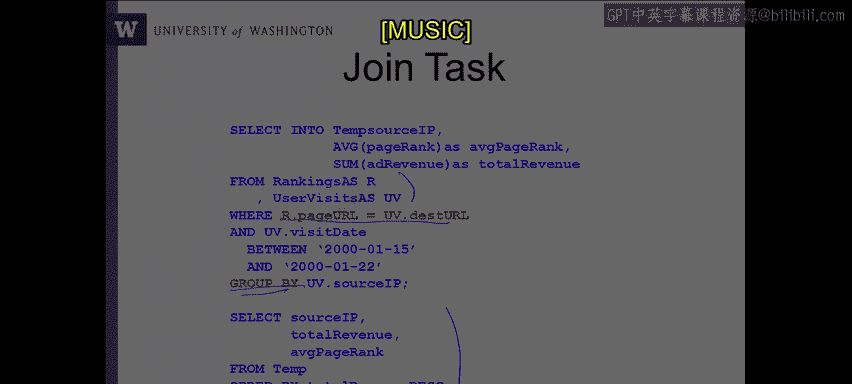 [MUSIC]
GPT中英字幕课程资源@bilibili.com
W UNIVERSITY of WASHINGTON
Join Task
SELECT INTO TempsourceIP,
AVG(pageRank)as avgPageRank,
SUM(adRevenue)as totalRevenue
FROM RankingsAS R
, UserVisitsAS UV
WHERE R.pageURL = UV.destURL
AND UV.visitDate
BETWEEN ‘2000-01-15’
AND ‘2000-01-22’
GROUP BY UV.sourceIP;
SELECT sourceIP,
totalRevenue,
avgPageRank
FROM Temp